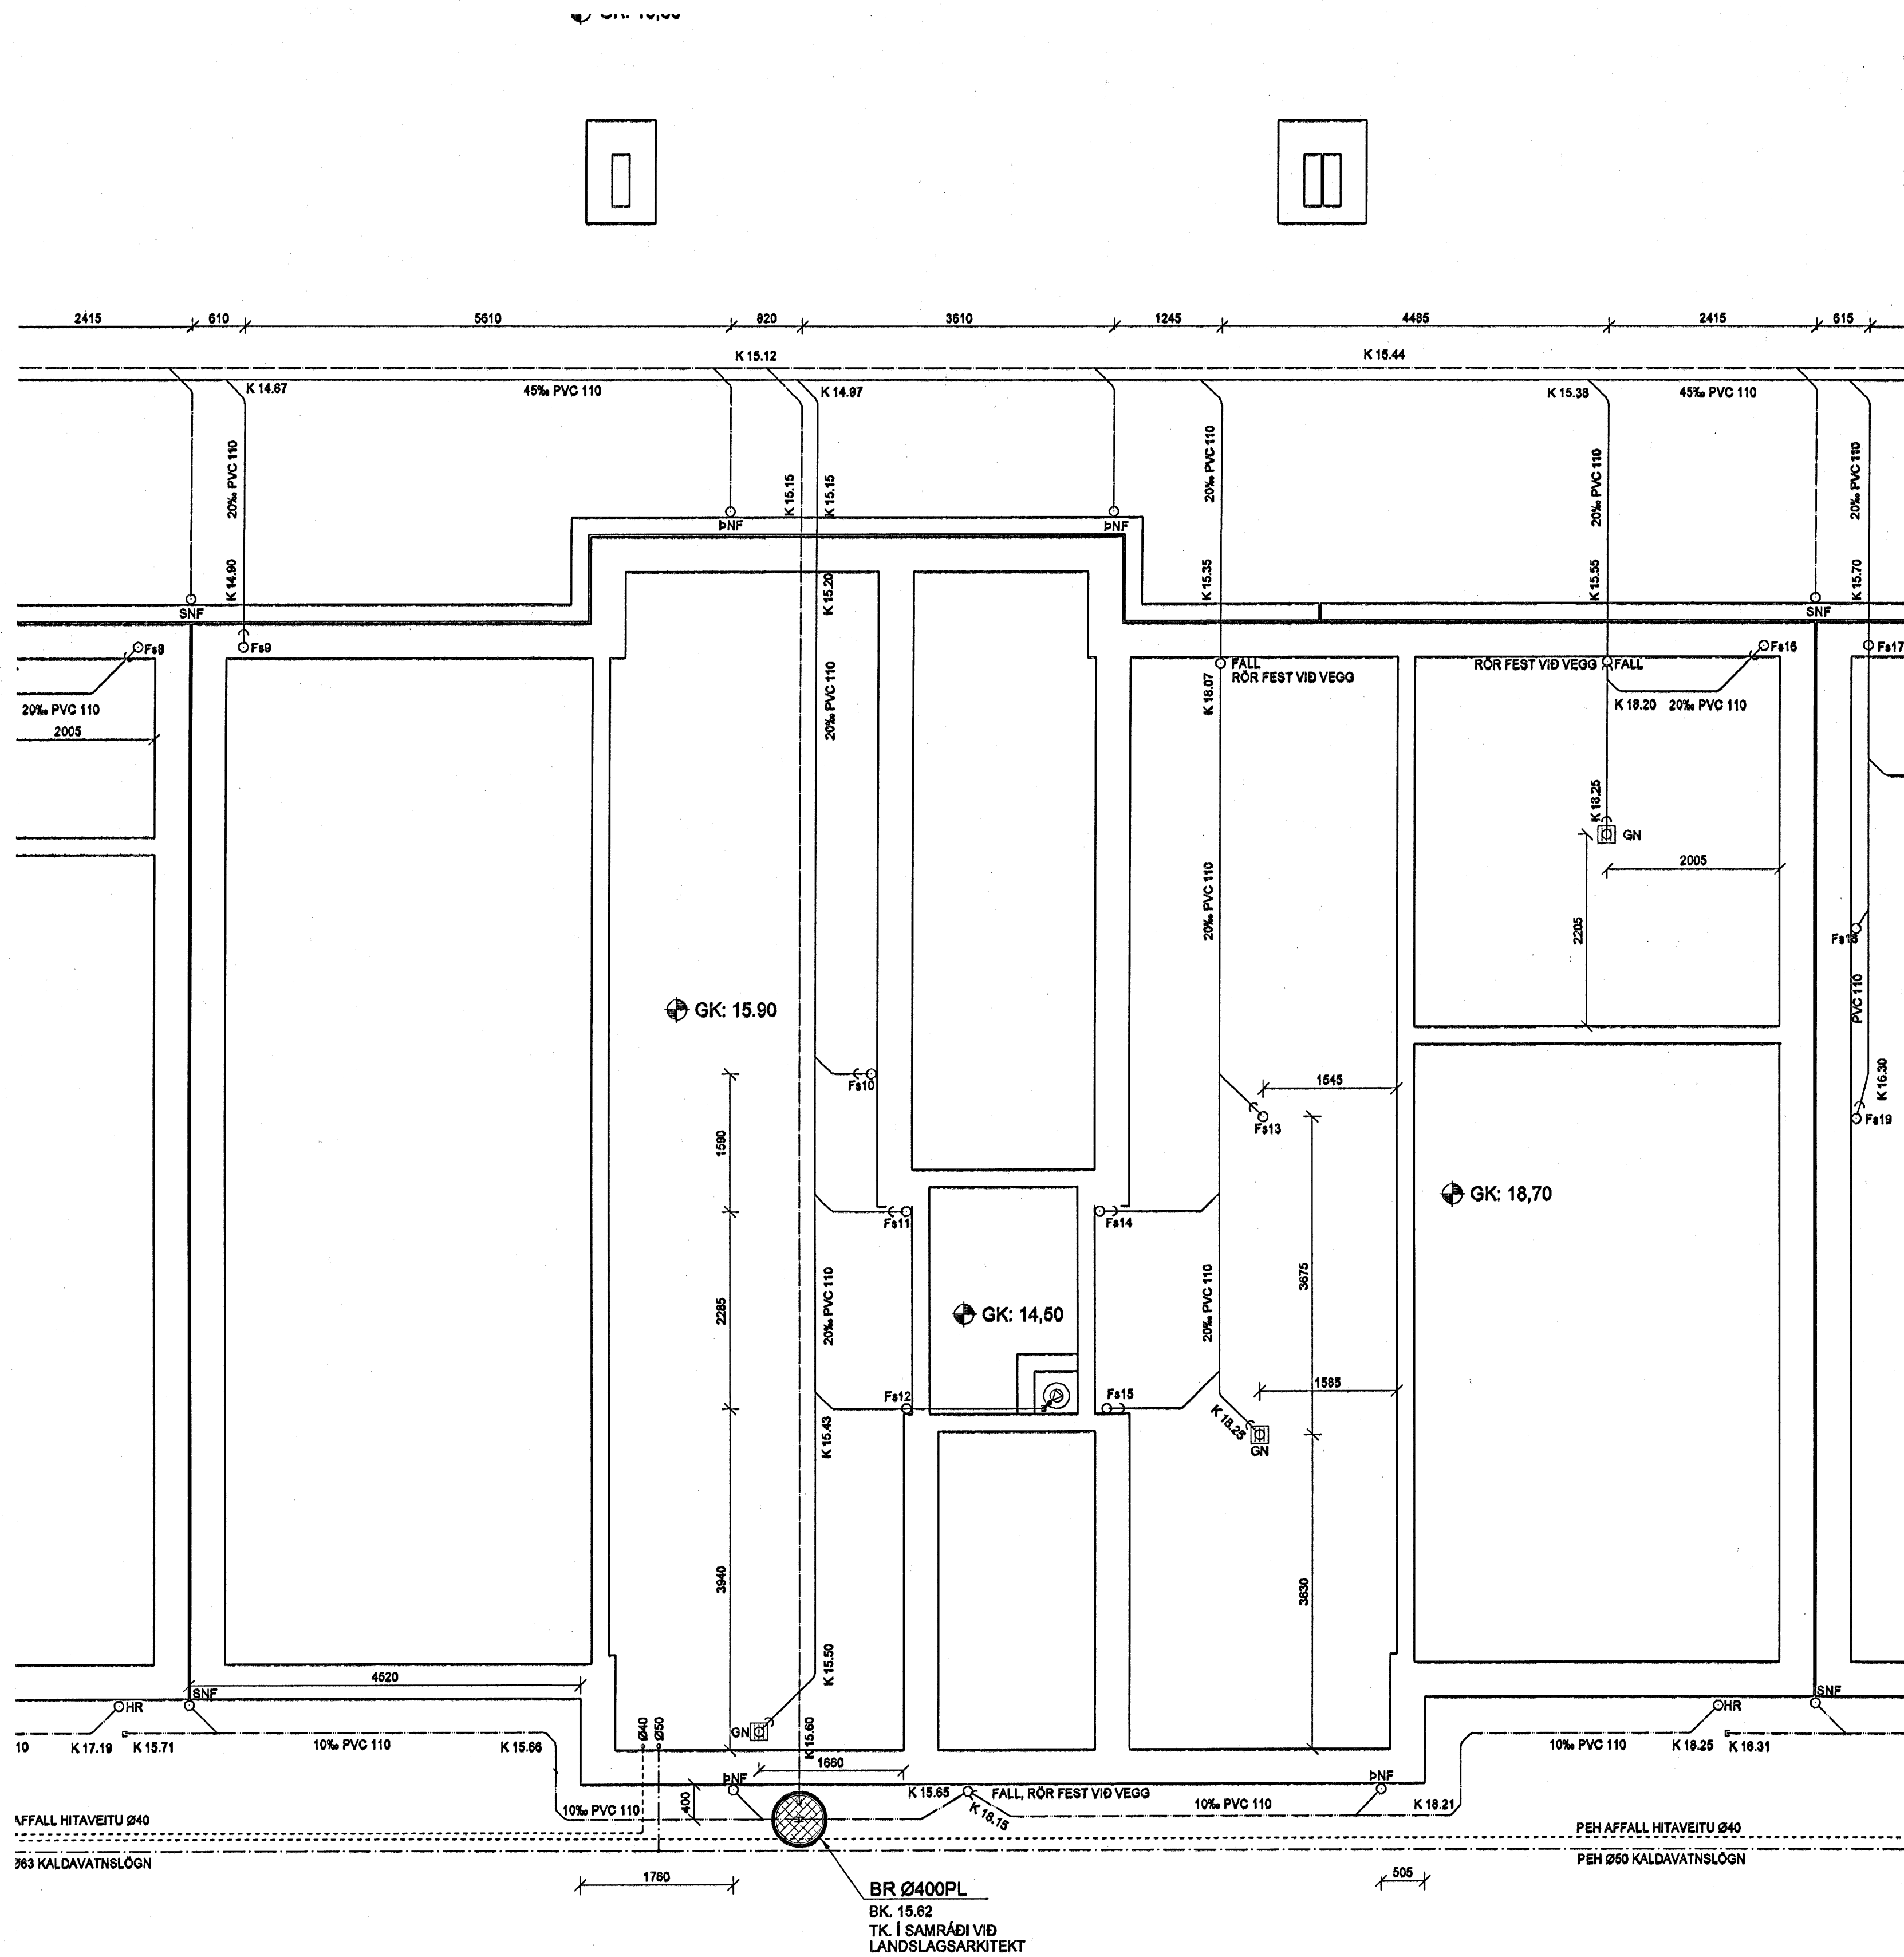 2415
610
5610
820
3610
1245
4485
2415
615
K 15.12
K 15.44
K 14.67
45‰ PVC 110
K 14.97
K 15.38
45‰ PVC 110
20‰ PVC 110
K 14.90
K 15.15
K 15.15
20‰ PVC 110
K 15.35
20‰ PVC 110
K 15.55
20‰ PVC 110
K 15.70
ÞNF
ÞNF
K 15.20
SNF
SNF
Fs8
Fs9
FALL
RÖR FEST VIÐ VEGG
RÖR FEST VIÐ VEGG
FALL
Fs16
Fs17
20‰ PVC 110
2005
20‰ PVC 110
K 18.07
K 18.20
20‰ PVC 110
K 18.25
GN
2005
20‰ PVC 110
2205
Fs18
PVC 110
GK: 15.90
Fs10
1545
Fs13
K 16.30
Fs19
1590
GK: 18,70
Fs11
Fs14
2285
20‰ PVC 110
GK: 14,50
20‰ PVC 110
3675
Fs12
Fs15
1585
K 15.43
K 18.25
GN
3940
3630
K 15.50
4520
SNF
SNF
HR
HR
GN
Ø40
Ø50
K 15.60
10
K 17.19
K 15.71
10‰ PVC 110
K 15.66
10‰ PVC 110
K 18.25
K 16.31
1660
ÞNF
ÞNF
400
K 15.65
FALL, RÖR FEST VIÐ VEGG
K 18.15
10‰ PVC 110
10‰ PVC 110
K 18.21
AFFALL HITAVEITU Ø40
PEH AFFALL HITAVEITU Ø40
Ø63 KALDAVATNSLÖGN
PEH Ø50 KALDAVATNSLÖGN
1760
505
BR Ø400PL
BK. 15.62
TK. Í SAMRÁÐI VIÐ
LANDSLAGSARKITEKT